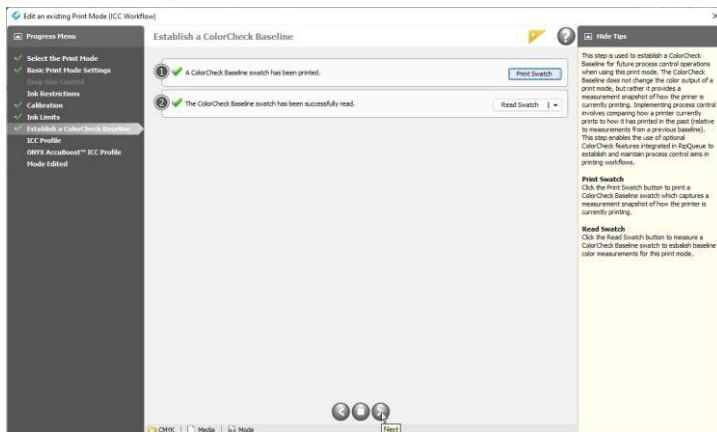 Edit an existing Print Mode (ICC Workflow)
Progress Menu
Select the Print Mode
Basic Print Mode Settings
Drop Size Control
Ink Restrictions
Calibration
Ink Limits
Establish a ColorCheck Baseline
ICC Profile
ONYX AccuBoost™ ICC Profile
Mode Edited
Establish a ColorCheck Baseline
?
1
A ColorCheck Baseline swatch has been printed.
Print Swatch
2
The ColorCheck Baseline swatch has been successfully read.
Read Swatch
Next
CMYK
Media
Mode
Hide Tips
This step is used to establish a ColorCheck
Baseline for future process control operations
when using this print mode. The ColorCheck
Baseline does not change the color output of a
print mode, but rather it provides a
measurement snapshot of how the priner is
currently printing. Implementing process control
involves comparing how a printer currently
prints to how it has printed in the past (relative
to measurements from a previous baseline).
This step enables the use of optional
ColorCheck features integrated in RipQueue to
establish and maintain process control aims in
printing workflows.
Print Swatch
Click the Print Swatch button to print a
ColorCheck Baseline swatch which captures a
measurement snapshot of how the printer is
currently printing.
Read Swatch
Click the Read Swatch button to measure a
ColorCheck Baseline swatch to esbalish baseline
color measurements for this print mode.